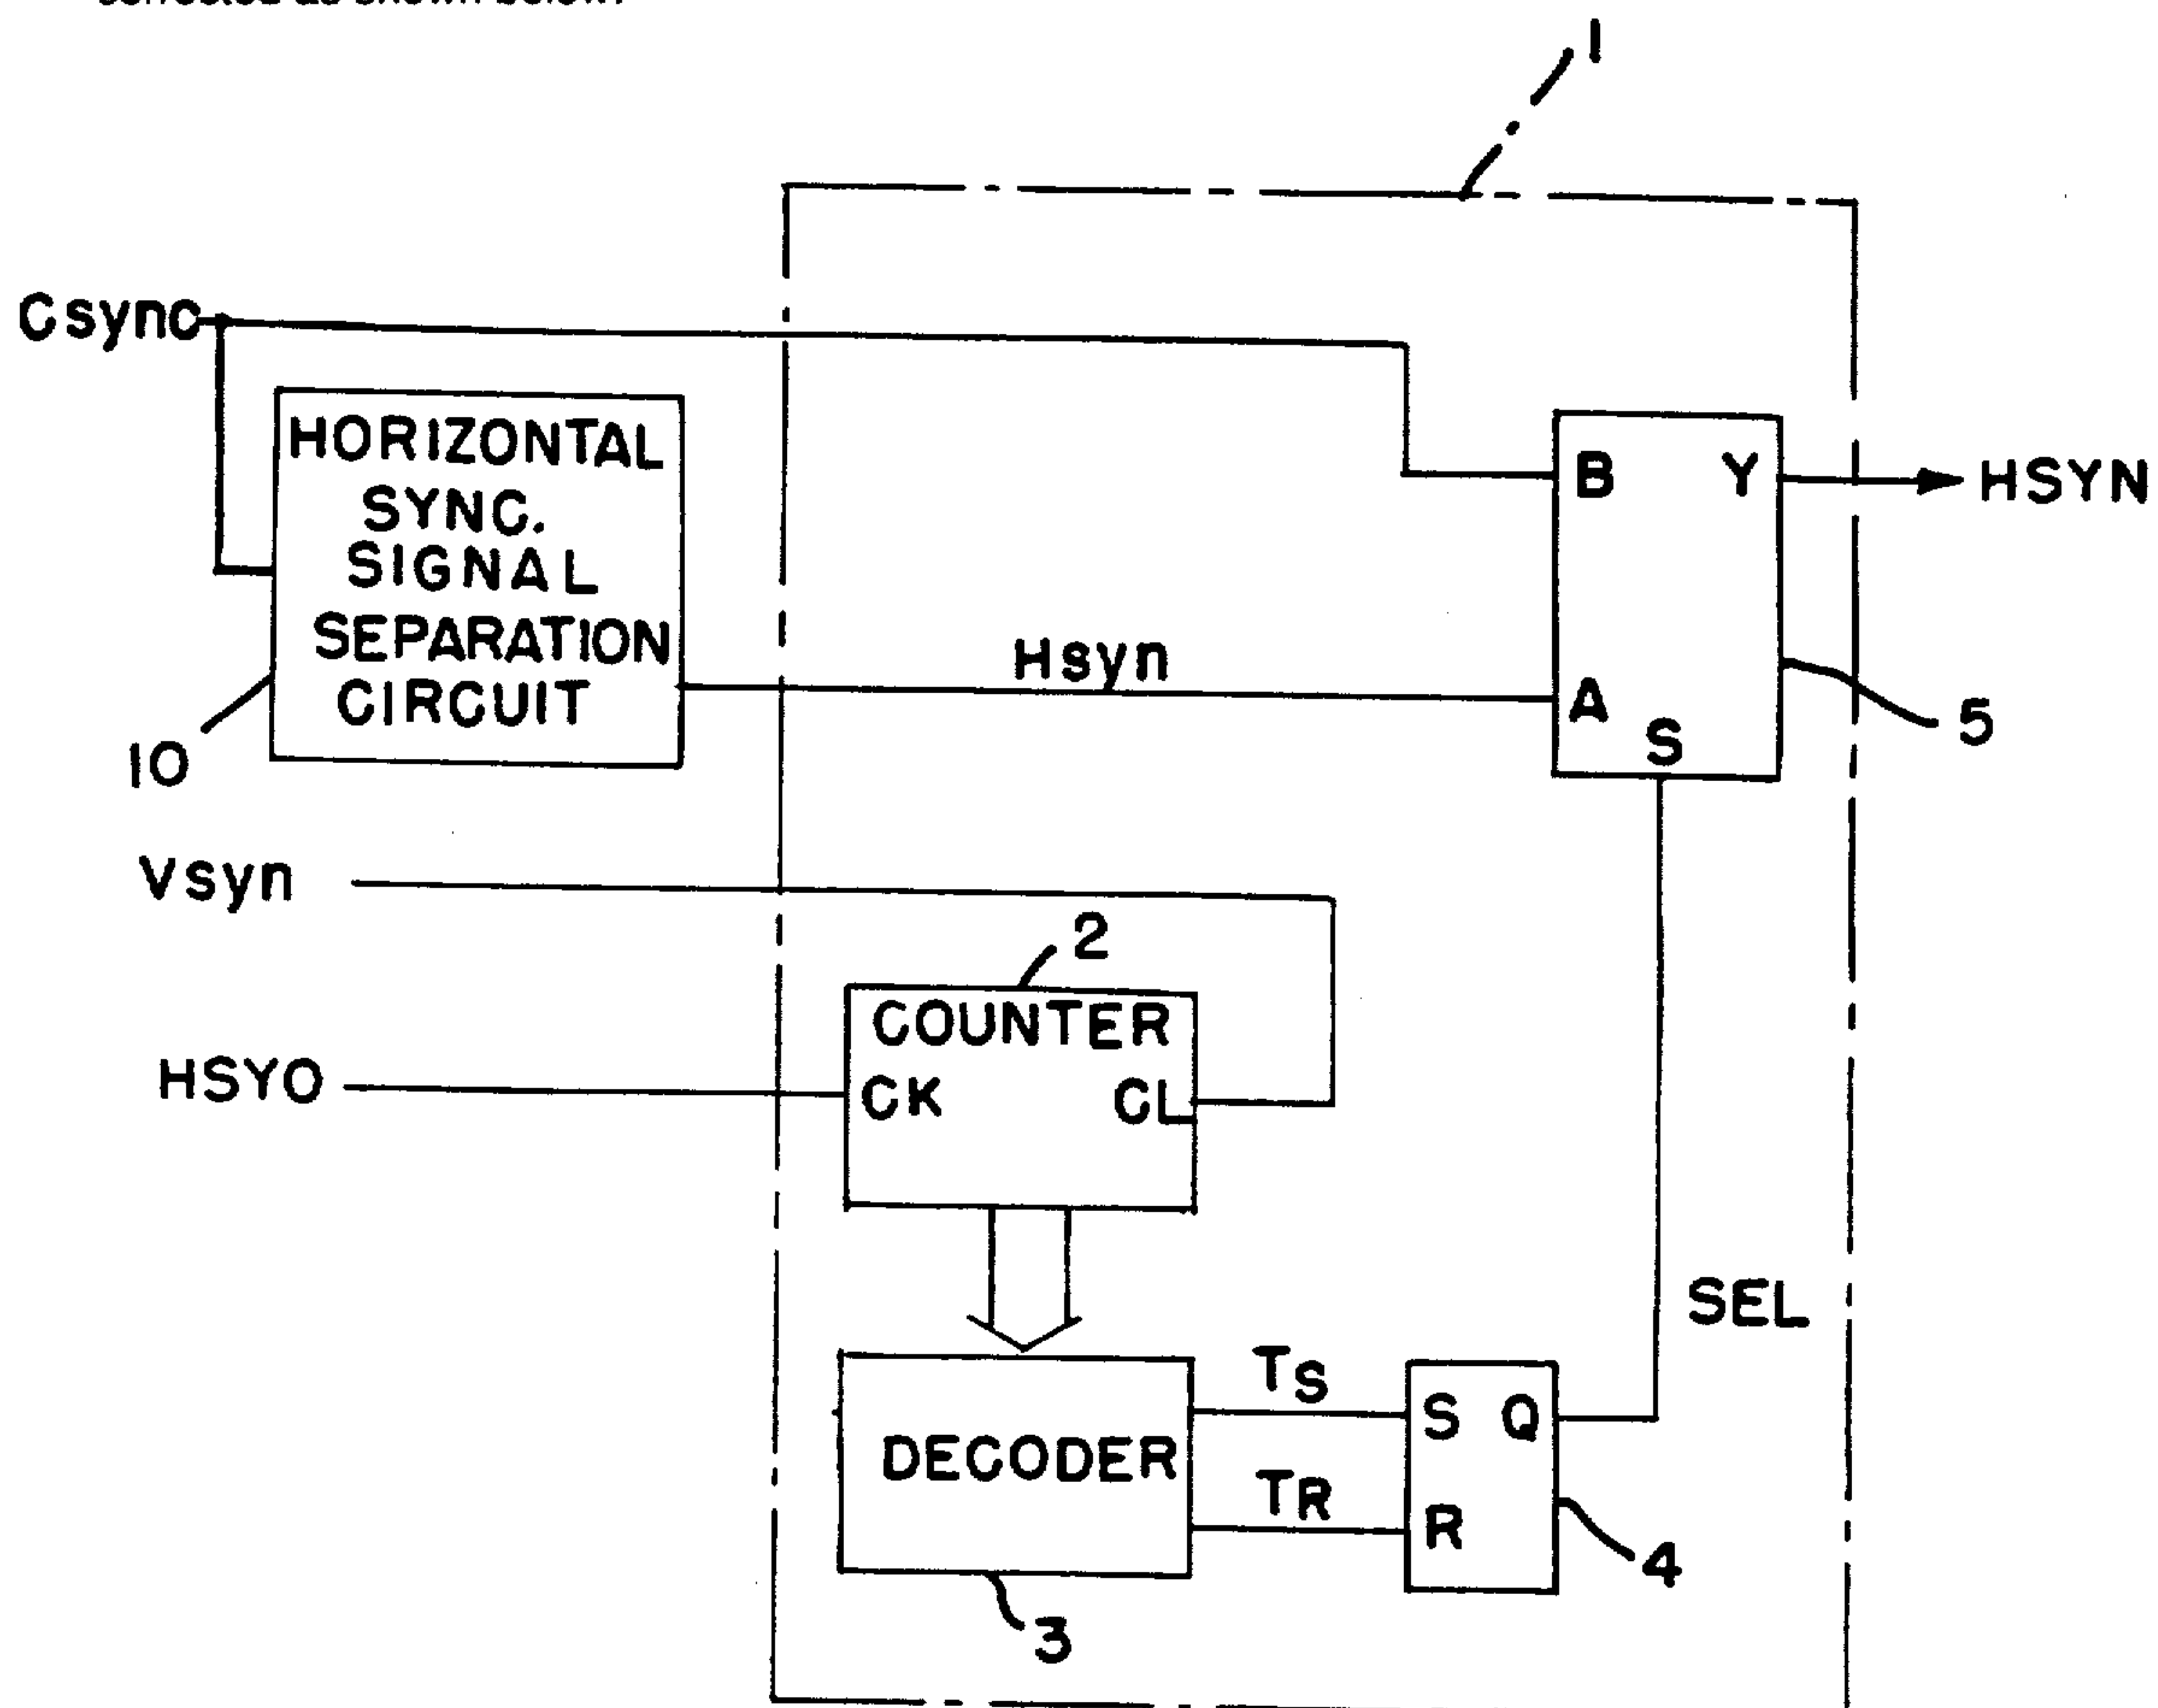 1
Csync
HORIZONTAL
SYNC.
SIGNAL
SEPARATION
CIRCUIT
10
B Y
HSYN
Hsyn
A
S
5
Vsyn
2
COUNTER
HSYO
CK CL
SEL
DECODER
TS
TR
S Q
R
4
3